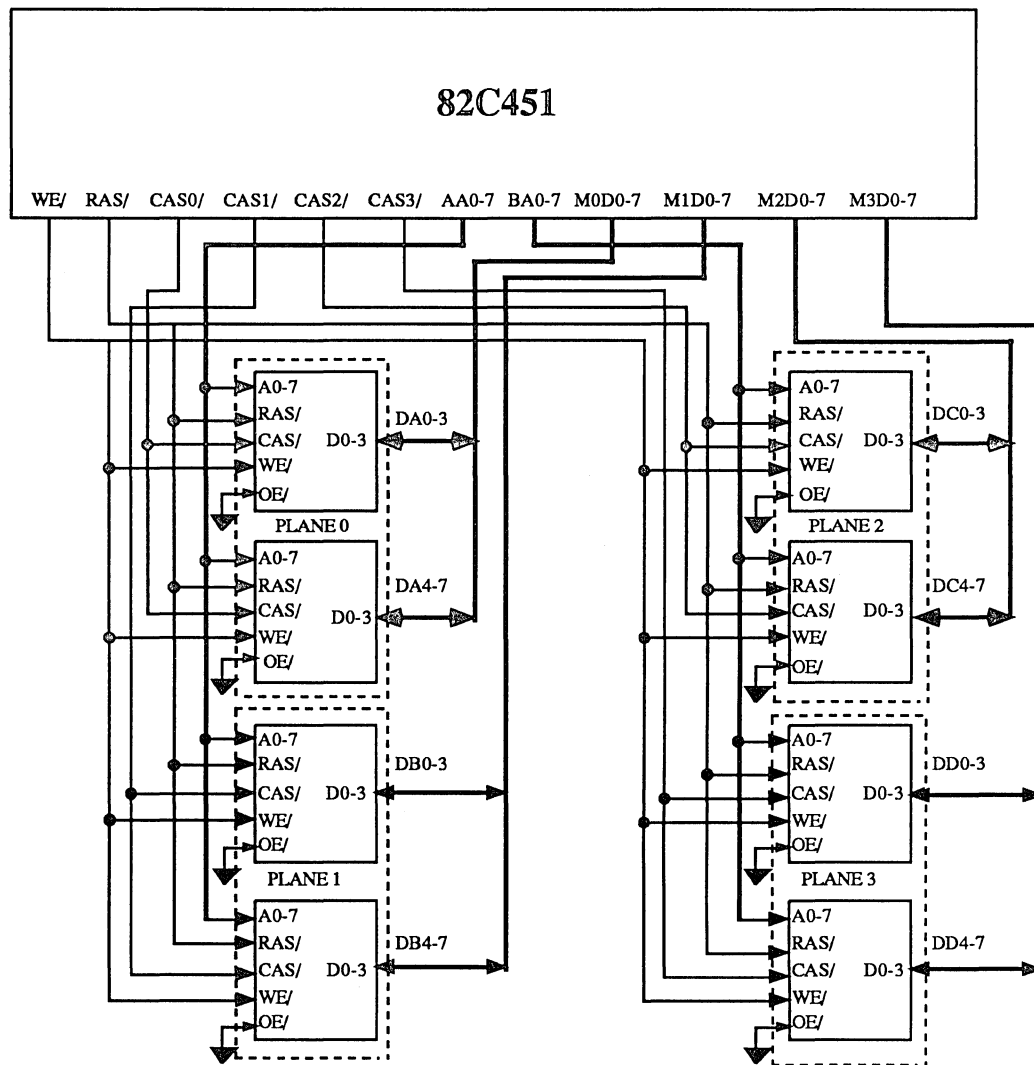 82C451
WE/ RAS/ CAS0/ CAS1/ CAS2/ CAS3/ AA0-7 BA0-7 M0D0-7 M1D0-7 M2D0-7 M3D0-7
A0-7
RAS/
CAS/
WE/
OE/
D0-3
DA0-3
PLANE 0
A0-7
RAS/
CAS/
WE/
OE/
D0-3
DA4-7
A0-7
RAS/
CAS/
WE/
OE/
D0-3
DB0-3
PLANE 1
A0-7
RAS/
CAS/
WE/
OE/
D0-3
DB4-7
A0-7
RAS/
CAS/
WE/
OE/
D0-3
DC0-3
PLANE 2
A0-7
RAS/
CAS/
WE/
OE/
D0-3
DC4-7
A0-7
RAS/
CAS/
WE/
OE/
D0-3
DD0-3
PLANE 3
A0-7
RAS/
CAS/
WE/
OE/
D0-3
DD4-7